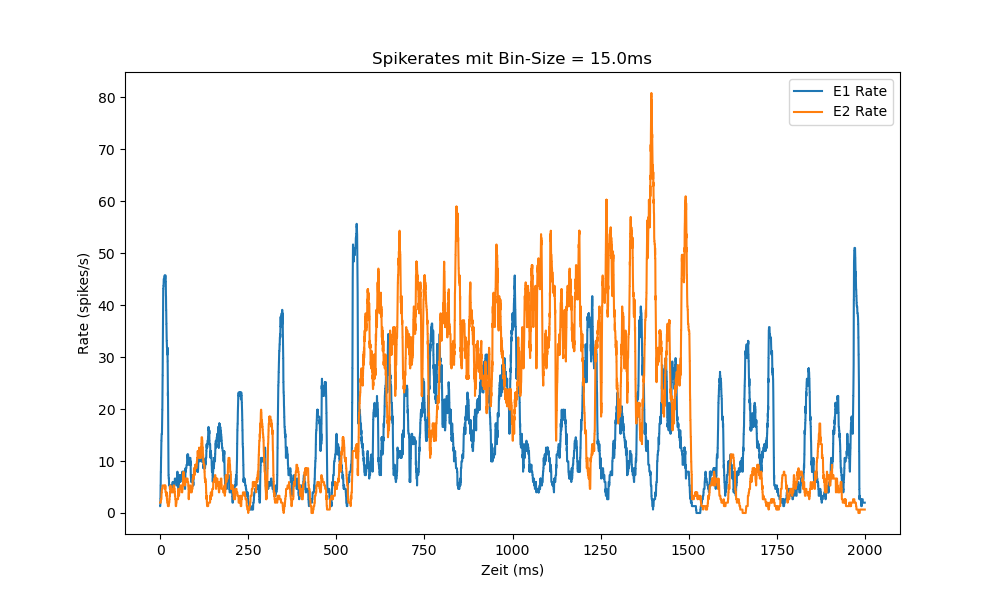 Spikerates mit Bin-Size = 15.0ms
E1 Rate
E2 Rate
80
70
60
50
40
30
20
10
0
Rate (spikes/s)
0 250 500 750 1000 1250 1500 1750 2000
Zeit (ms)